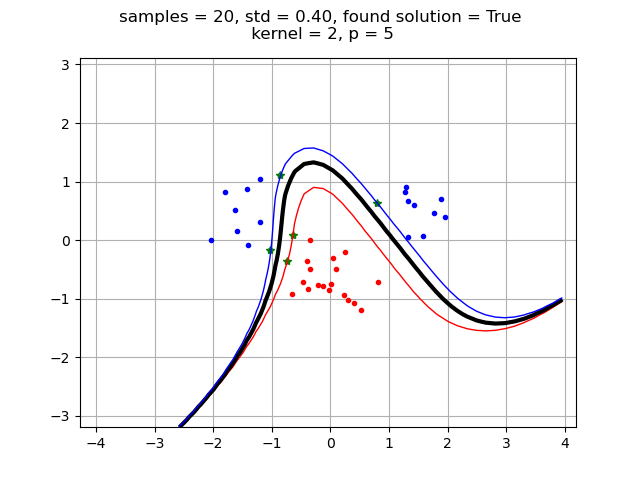 samples = 20, std = 0.40, found solution = True
kernel = 2, p = 5
3
2
1
0
−1
−2
−3
−4 −3 −2 −1 0 1 2 3 4